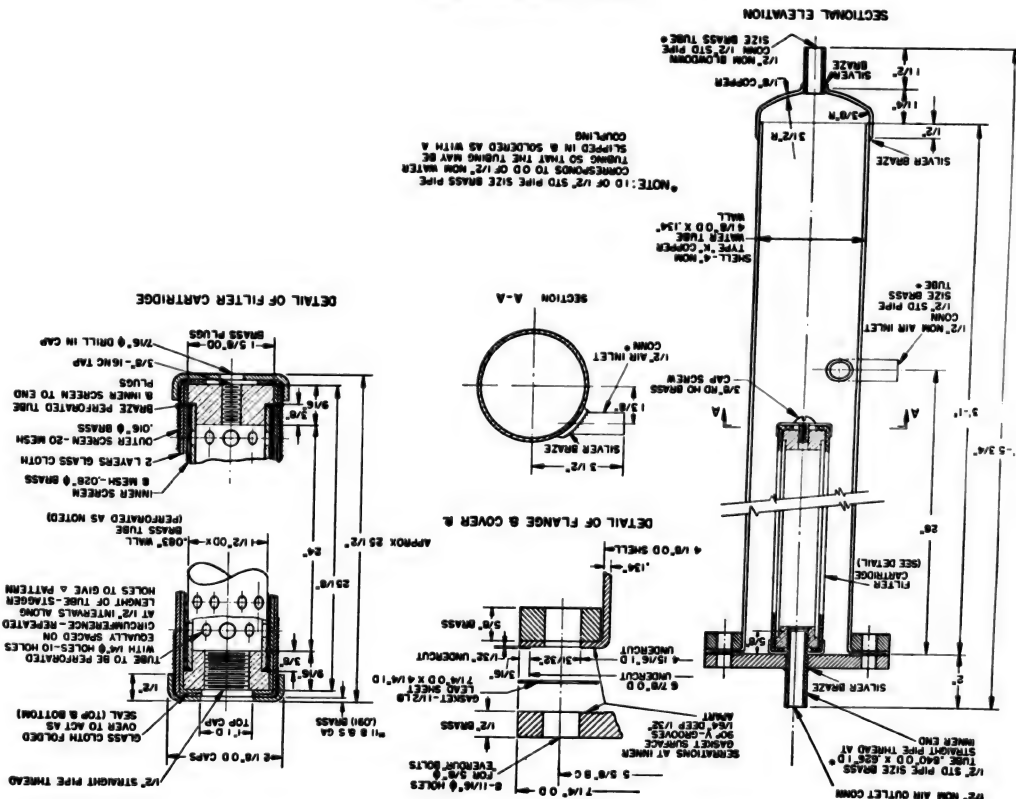 1/2" NOM AIR OUTLET CONN
1/2" STD PIPE SIZE BRASS
TUBE .840 O D X .626 I D*
STRAIGHT PIPE THREAD AT
INNER END
SILVER BRAZE
2"
5/8"
FILTER
CARTRIDGE
(SEE DETAIL)
28"
3'-1"
5 3/4"
A
A
3/8" RD HD BRASS
CAP SCREW
1/2" NOM AIR INLET
CONN
1/2" STD PIPE
SIZE BRASS
TUBE *
SHELL-4" NOM
TYPE "K" COPPER
WATER TUBE
4 1/8" O D X .134"
WALL
SILVER BRAZE
1/2"
3 1/2" R
3/8" R
1 1/4"
1/8" COPPER
SILVER
BRAZE
1 1/2"
1/2" NOM BLOWDOWN
CONN 1/2" STD PIPE
SIZE BRASS TUBE*
SECTIONAL ELEVATION
7 1/4" O D
5 5/8" B C
8-11/16" ϕ HOLES
FOR 5/8" ϕ
EVERDUR BOLTS
1/2" BRASS
SERRATIONS AT INNER
GASKET SURFACE
90°-V-GROOVES
1/64" DEEP 1/32"
APART
GASKET-1 1/2 LB
LEAD SHEET
7 1/4" O D X 4 1/4" I D
6 7/8" O D
UNDERCUT
3/16"
4 15/16" I D
UNDERCUT
31/32"
1/32" UNDERCUT
5/8" BRASS
.134"
4 1/8" O D SHELL
DETAIL OF FLANGE & COVER PL
3 1/2"
SILVER BRAZE
1 3/8"
1/2" AIR INLET
CONN *
SECTION A-A
*NOTE: I D OF 1/2" STD PIPE SIZE BRASS PIPE
CORRESPONDS TO O D OF 1/2" NOM WATER
TUBING SO THAT THE TUBING MAY BE
SLIPPED IN & SOLDERED AS WITH A
COUPLING
1/2" STRAIGHT PIPE THREAD
2 1/8" O D CAPS
GLASS CLOTH FOLDED
OVER TO ACT AS
SEAL (TOP & BOTTOM)
1" I D
TOP CAP
#11 B & S GA
(.091) BRASS
1/2"
9/16"
3/8"
TUBE TO BE PERFORATED
WITH 1/4" ϕ HOLES-10-HOLES
EQUALLY SPACED ON
CIRCUMFERENCE-REPEATED
AT 1/2" INTERVALS ALONG
LENGHT OF TUBE-STAGGER
HOLES TO GIVE △ PATTERN
1 1/2" OD X .083" WALL
BRASS TUBE
(PERFORATED AS NOTED)
24"
25 1/8"
APPROX 25 1/2"
INNER SCREEN
8 MESH-.028" ϕ BRASS
2 LAYERS GLASS CLOTH
OUTER SCREEN-20-MESH
.016" BRASS
BRAZE PERFORATED TUBE
& INNER SCREEN TO END
PLUGS
3/8"
9/16"
3/8"-16NC TAP
7/16" ϕ DRILL IN CAP
1 5/8" OD
BRASS PLUGS
DETAIL OF FILTER CARTRIDGE